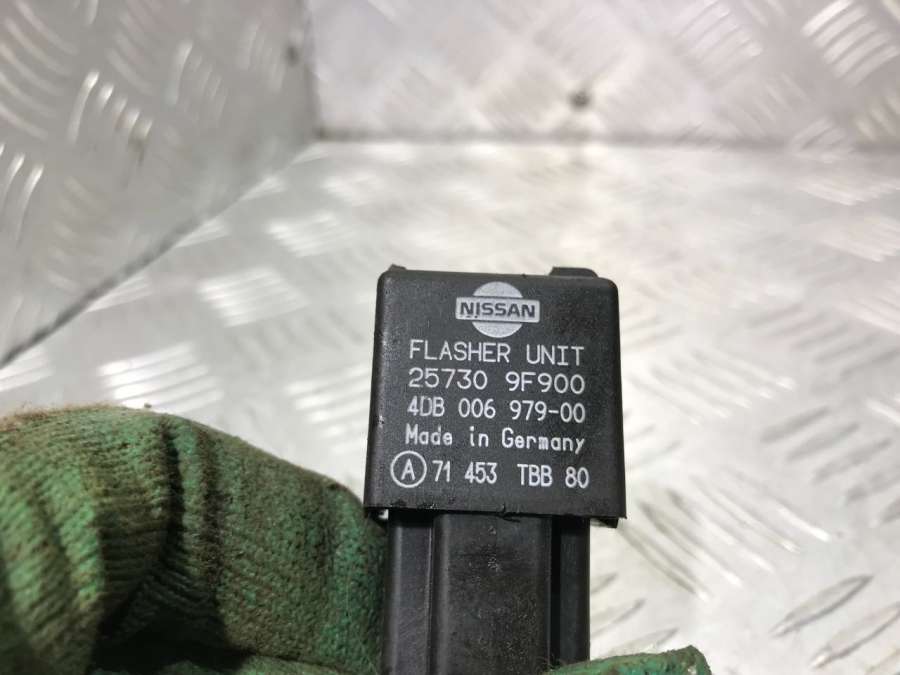 NISSAN
FLASHER UNIT
25730 9F900
4DB 006 979-00
Made in Germany
A 71 453 TBB 80